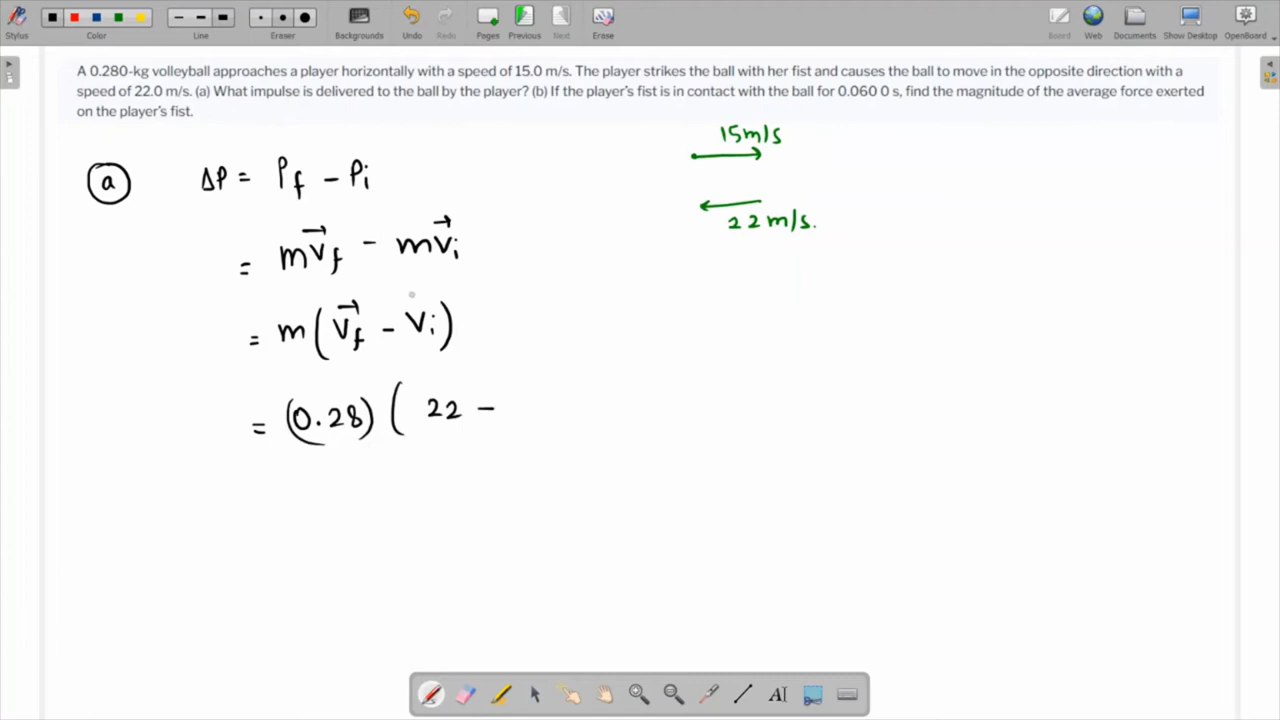 Stylus Color Line Eraser Backgrounds Undo Redo Pages Previous Next Erase Board Web Documents Show Desktop OpenBoard
A 0.280-kg volleyball approaches a player horizontally with a speed of 15.0 m/s. The player strikes the ball with her fist and causes the ball to move in the opposite direction with a
speed of 22.0 m/s. (a) What impulse is delivered to the ball by the player? (b) If the player's fist is in contact with the ball for 0.060 0 s, find the magnitude of the average force exerted
on the player's fist.
15m/s
22m/s.
a ΔP = Pf - Pi
= mv⃗f - mv⃗i
= m(v⃗f - vi)
= (0.28) ( 22 -
AI